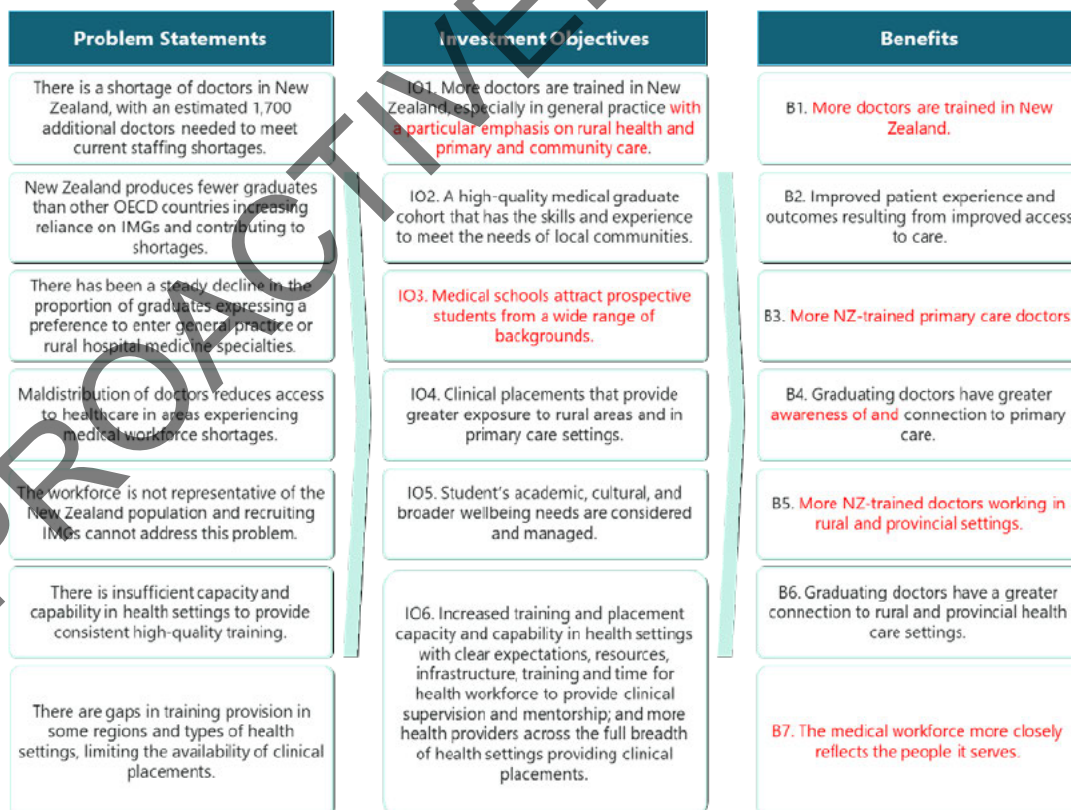 Problem Statements
There is a shortage of doctors in New
Zealand, with an estimated 1,700
additional doctors needed to meet
current staffing shortages.
New Zealand produces fewer graduates
than other OECD countries increasing
reliance on IMGs and contributing to
shortages.
There has been a steady decline in the
proportion of graduates expressing a
preference to enter general practice or
rural hospital medicine specialties.
Maldistribution of doctors reduces access
to healthcare in areas experiencing
medical workforce shortages.
The workforce is not representative of the
New Zealand population and recruiting
IMGs cannot address this problem.
There is insufficient capacity and
capability in health settings to provide
consistent high-quality training.
There are gaps in training provision in
some regions and types of health
settings, limiting the availability of clinical
placements.
Investment Objectives
IO1. More doctors are trained in New
Zealand, especially in general practice with
a particular emphasis on rural health and
primary and community care.
IO2. A high-quality medical graduate
cohort that has the skills and experience
to meet the needs of local communities.
IO3. Medical schools attract prospective
students from a wide range of
backgrounds.
IO4. Clinical placements that provide
greater exposure to rural areas and in
primary care settings.
IO5. Student's academic, cultural, and
broader wellbeing needs are considered
and managed.
IO6. Increased training and placement
capacity and capability in health settings
with clear expectations, resources,
infrastructure, training and time for
health workforce to provide clinical
supervision and mentorship; and more
health providers across the full breadth
of health settings providing clinical
placements.
Benefits
B1. More doctors are trained in New
Zealand.
B2. Improved patient experience and
outcomes resulting from improved access
to care.
B3. More NZ-trained primary care doctors.
B4. Graduating doctors have greater
awareness of and connection to primary
care.
B5. More NZ-trained doctors working in
rural and provincial settings.
B6. Graduating doctors have a greater
connection to rural and provincial health
care settings.
B7. The medical workforce more closely
reflects the people it serves.
PROACTIVE